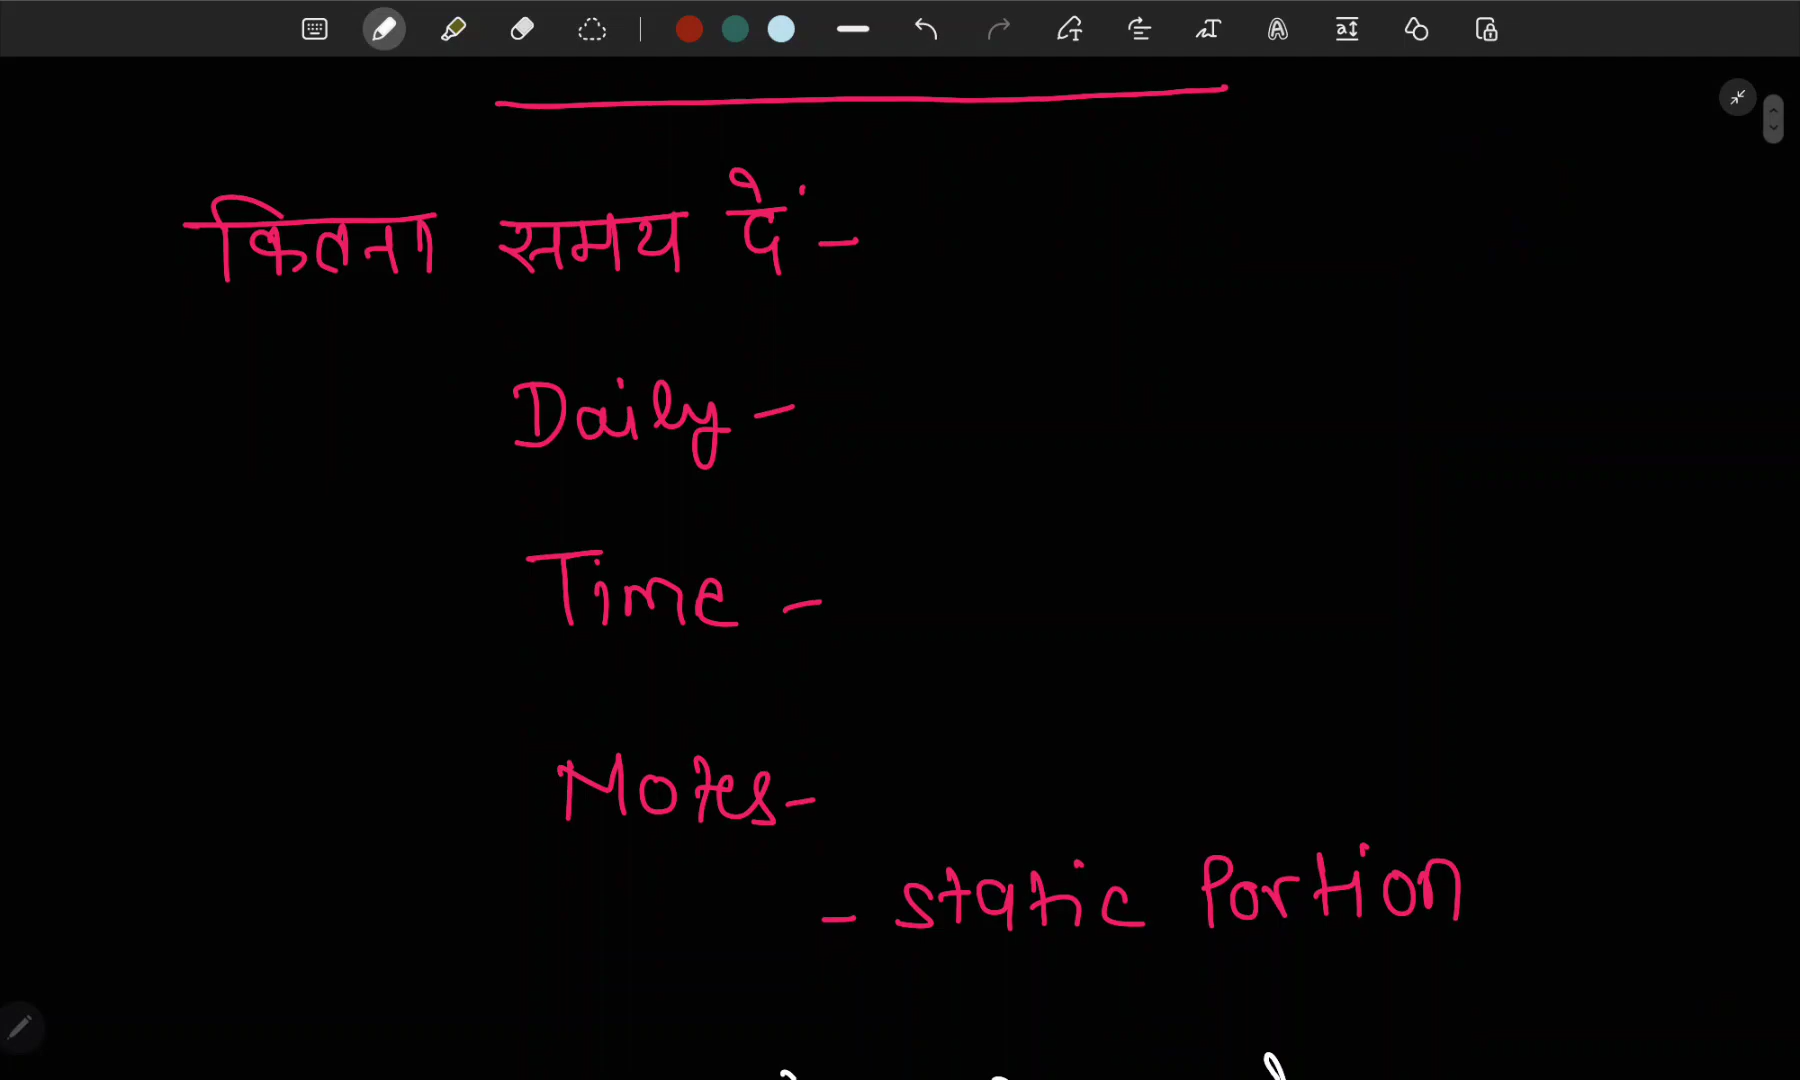 कितना समय दें -
Daily -
Time -
Notes -
- static Portion